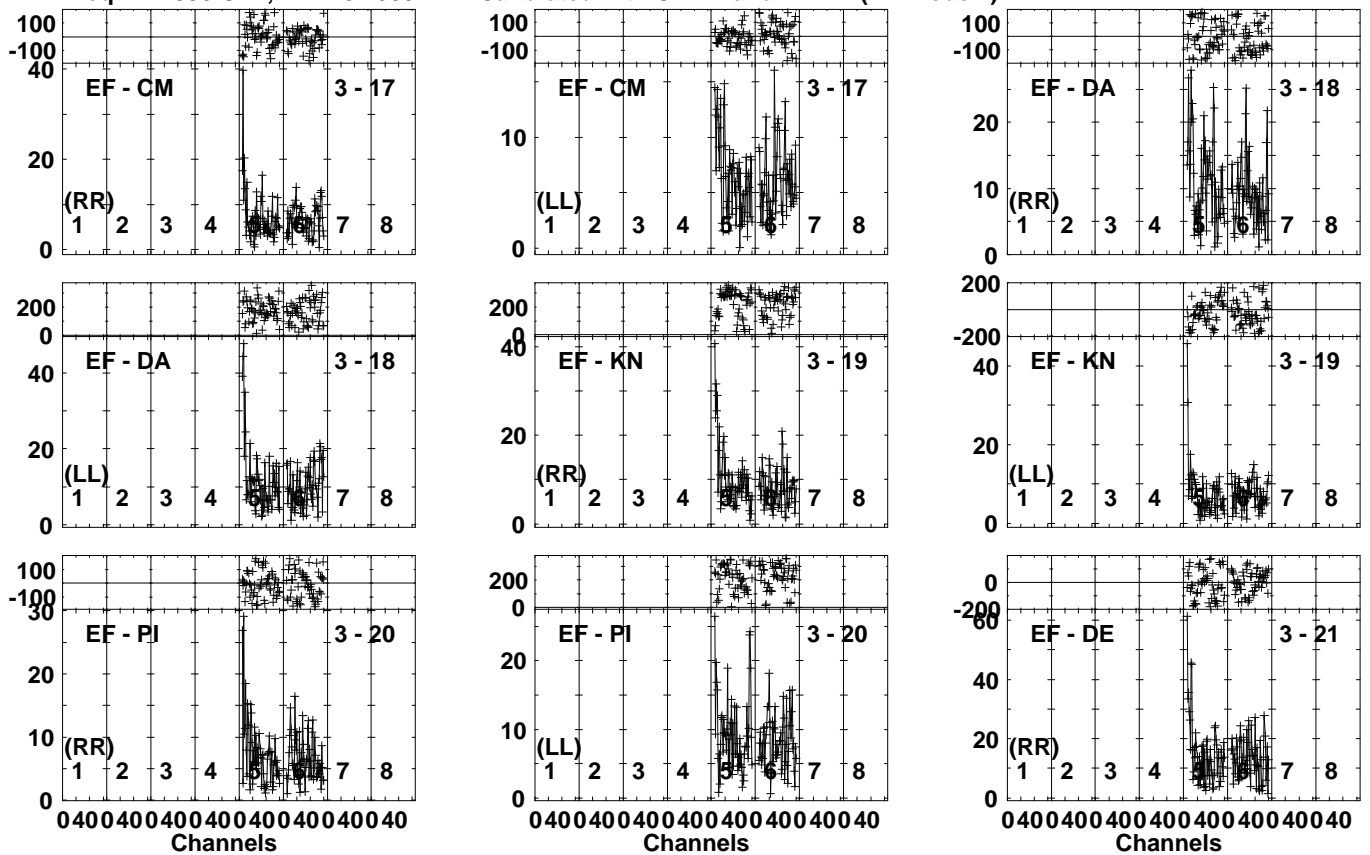 100 100 100
-100 -100 -100
40 EF - CM 3 - 17 EF - CM 3 - 17 EF - DA 3 - 18
20 10 20
10
(RR) (LL) (RR)
1 2 3 4 5 6 7 8 1 2 3 4 5 6 7 8 1 2 3 4 5 6 7 8
0 0 0
200 200 200
0 0 -200
40 EF - DA 3 - 18 40 EF - KN 3 - 19 40 EF - KN 3 - 19
20 20 20
(LL) (RR) (LL)
1 2 3 4 5 6 7 8 1 2 3 4 5 6 7 8 1 2 3 4 5 6 7 8
0 0 0
100 200 0
-100 0 -200
30 EF - PI 3 - 20 EF - PI 3 - 20 60 EF - DE 3 - 21
20 20 40
10 10 20
(RR) (LL) (RR)
1 2 3 4 5 6 7 8 1 2 3 4 5 6 7 8 1 2 3 4 5 6 7 8
0 0 0
0 40 0 40 0 40 0 40 0 40 0 40 0 40 0 40 0 40 0 40 0 40 0 40 0 40 0 40 0 40 0 40 0 40 0 40 0 40 0 40 0 40 0 40 0 40 0 40
Channels Channels Channels